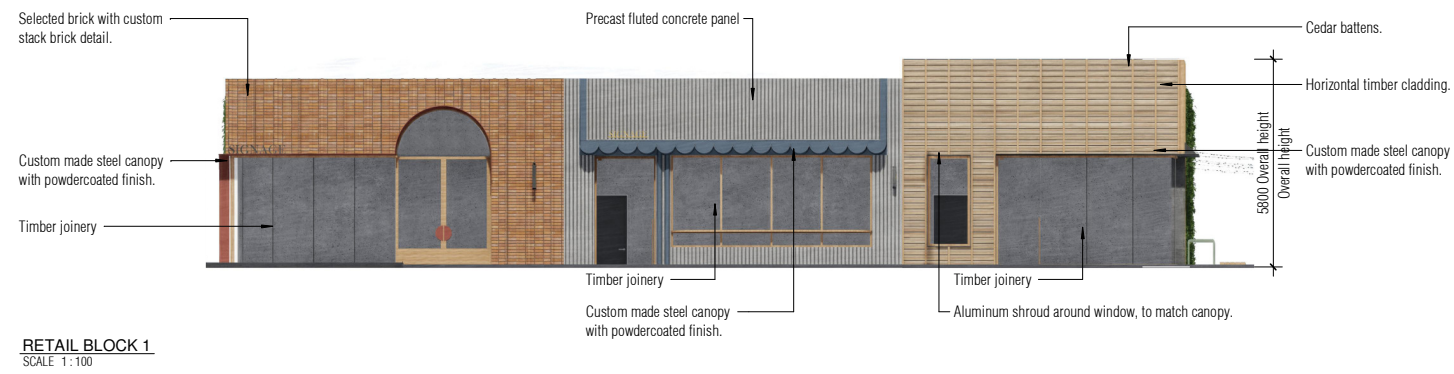 Selected brick with custom
stack brick detail.
Precast fluted concrete panel
Cedar battens.
Horizontal timber cladding.
SIGNAGE
SIGNAGE
Custom made steel canopy
with powdercoated finish.
Custom made steel canopy
with powdercoated finish.
5800 Overall height
Overall height
Timber joinery
Timber joinery
Timber joinery
Custom made steel canopy
with powdercoated finish.
Aluminum shroud around window, to match canopy.
RETAIL BLOCK 1
SCALE 1 : 100